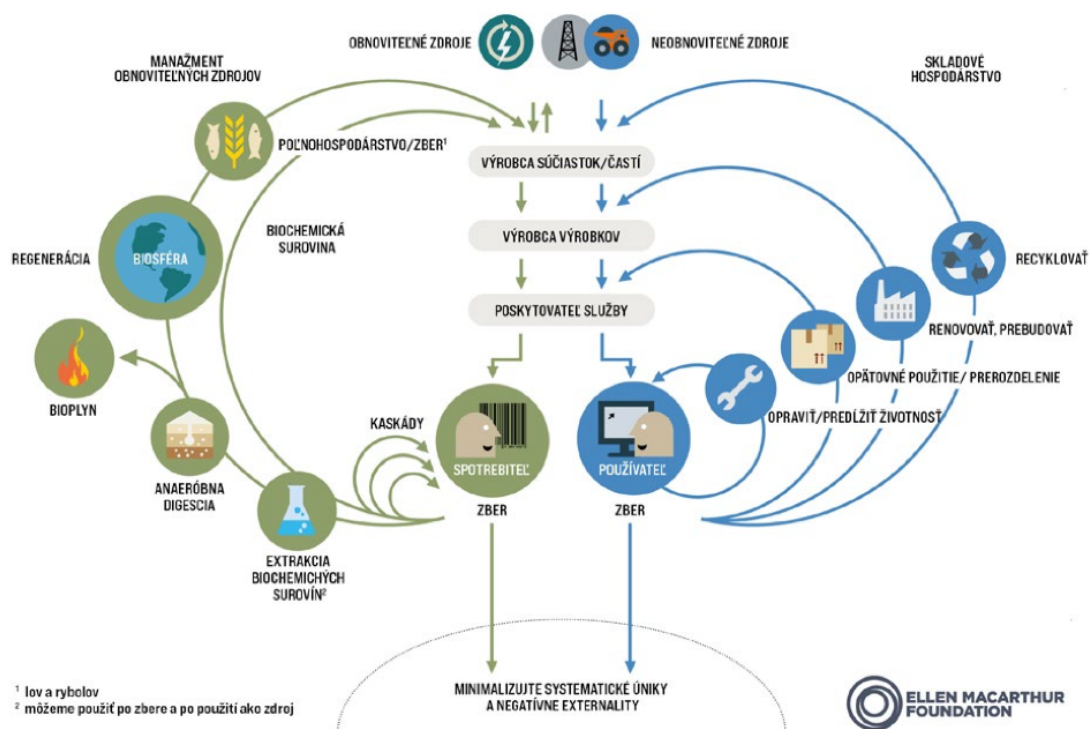 OBNOVITEĽNÉ ZDROJE
NEOBNOVITEĽNÉ ZDROJE
MANAŽMENT
OBNOVITEĽNÝCH ZDROJOV
SKLADOVÉ
HOSPODÁRSTVO
POĽNOHOSPODÁRSTVO/ZBER¹
VÝROBCA SÚČIASTOK/ČASTÍ
BIOCHEMICKÁ
SUROVINA
VÝROBCA VÝROBKOV
REGENERÁCIA
BIOSFÉRA
RECYKLOVAŤ
POSKYTOVATEĽ SLUŽBY
RENOVOVAŤ, PREBUDOVAŤ
OPÄTOVNÉ POUŽITIE/ PREROZDELENIE
BIOPLYN
KASKÁDY
OPRAVIŤ/PREDĹŽIŤ ŽIVOTNOSŤ
SPOTREBITEĽ
POUŽÍVATEĽ
ANAERÓBNA
DIGESCIA
ZBER
ZBER
EXTRAKCIA
BIOCHEMICHÝCH
SUROVÍN²
MINIMALIZUJTE SYSTEMATICKÉ ÚNIKY
A NEGATÍVNE EXTERNALITY
¹ lov a rybolov
² môžeme použiť po zbere a po použití ako zdroj
ELLEN MACARTHUR
FOUNDATION